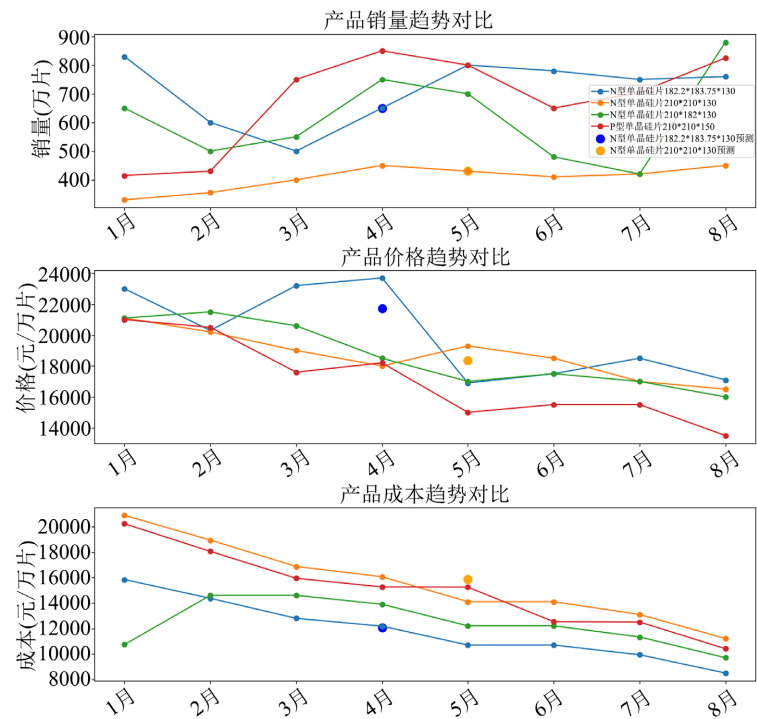 产品销量趋势对比
销量(万片)
900
800
700
600
500
400
N型单晶硅片182.2*183.75*130
N型单晶硅片210*210*130
N型单晶硅片210*182*130
P型单晶硅片210*210*150
N型单晶硅片182.2*183.75*130预测
N型单晶硅片210*210*130预测
1月 2月 3月 4月 5月 6月 7月 8月
产品价格趋势对比
价格(元/万片)
24000
22000
20000
18000
16000
14000
1月 2月 3月 4月 5月 6月 7月 8月
产品成本趋势对比
成本(元/万片)
20000
18000
16000
14000
12000
10000
8000
1月 2月 3月 4月 5月 6月 7月 8月